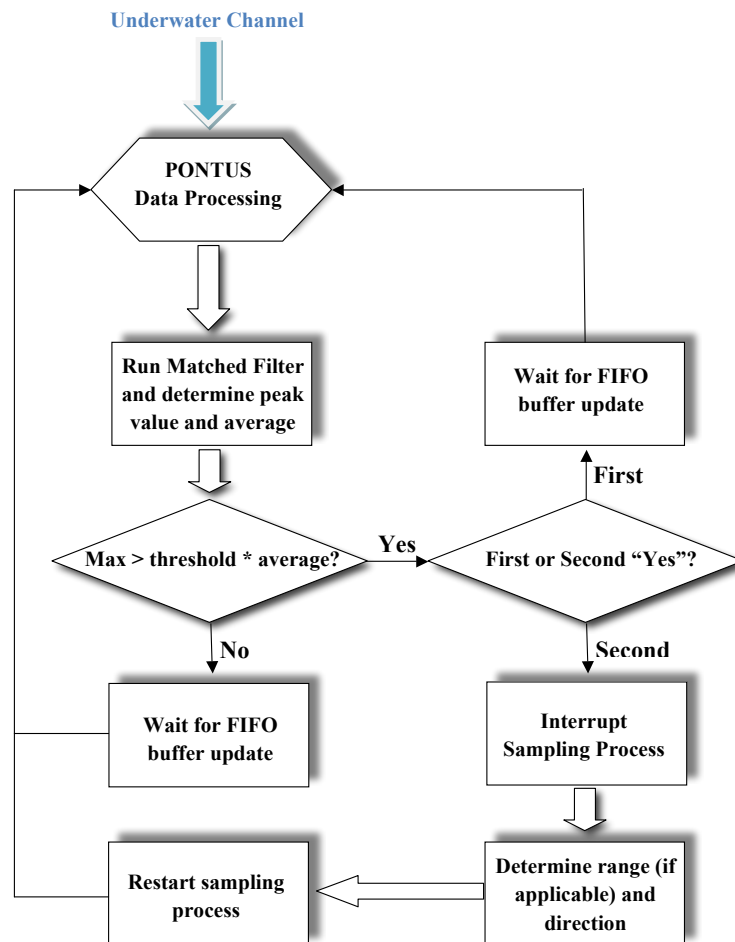 Underwater Channel
PONTUS
Data Processing
Run Matched Filter
and determine peak
value and average
Wait for FIFO
buffer update
First
Max > threshold * average?
Yes
First or Second “Yes”?
No
Second
Wait for FIFO
buffer update
Interrupt
Sampling Process
Restart sampling
process
Determine range (if
applicable) and
direction